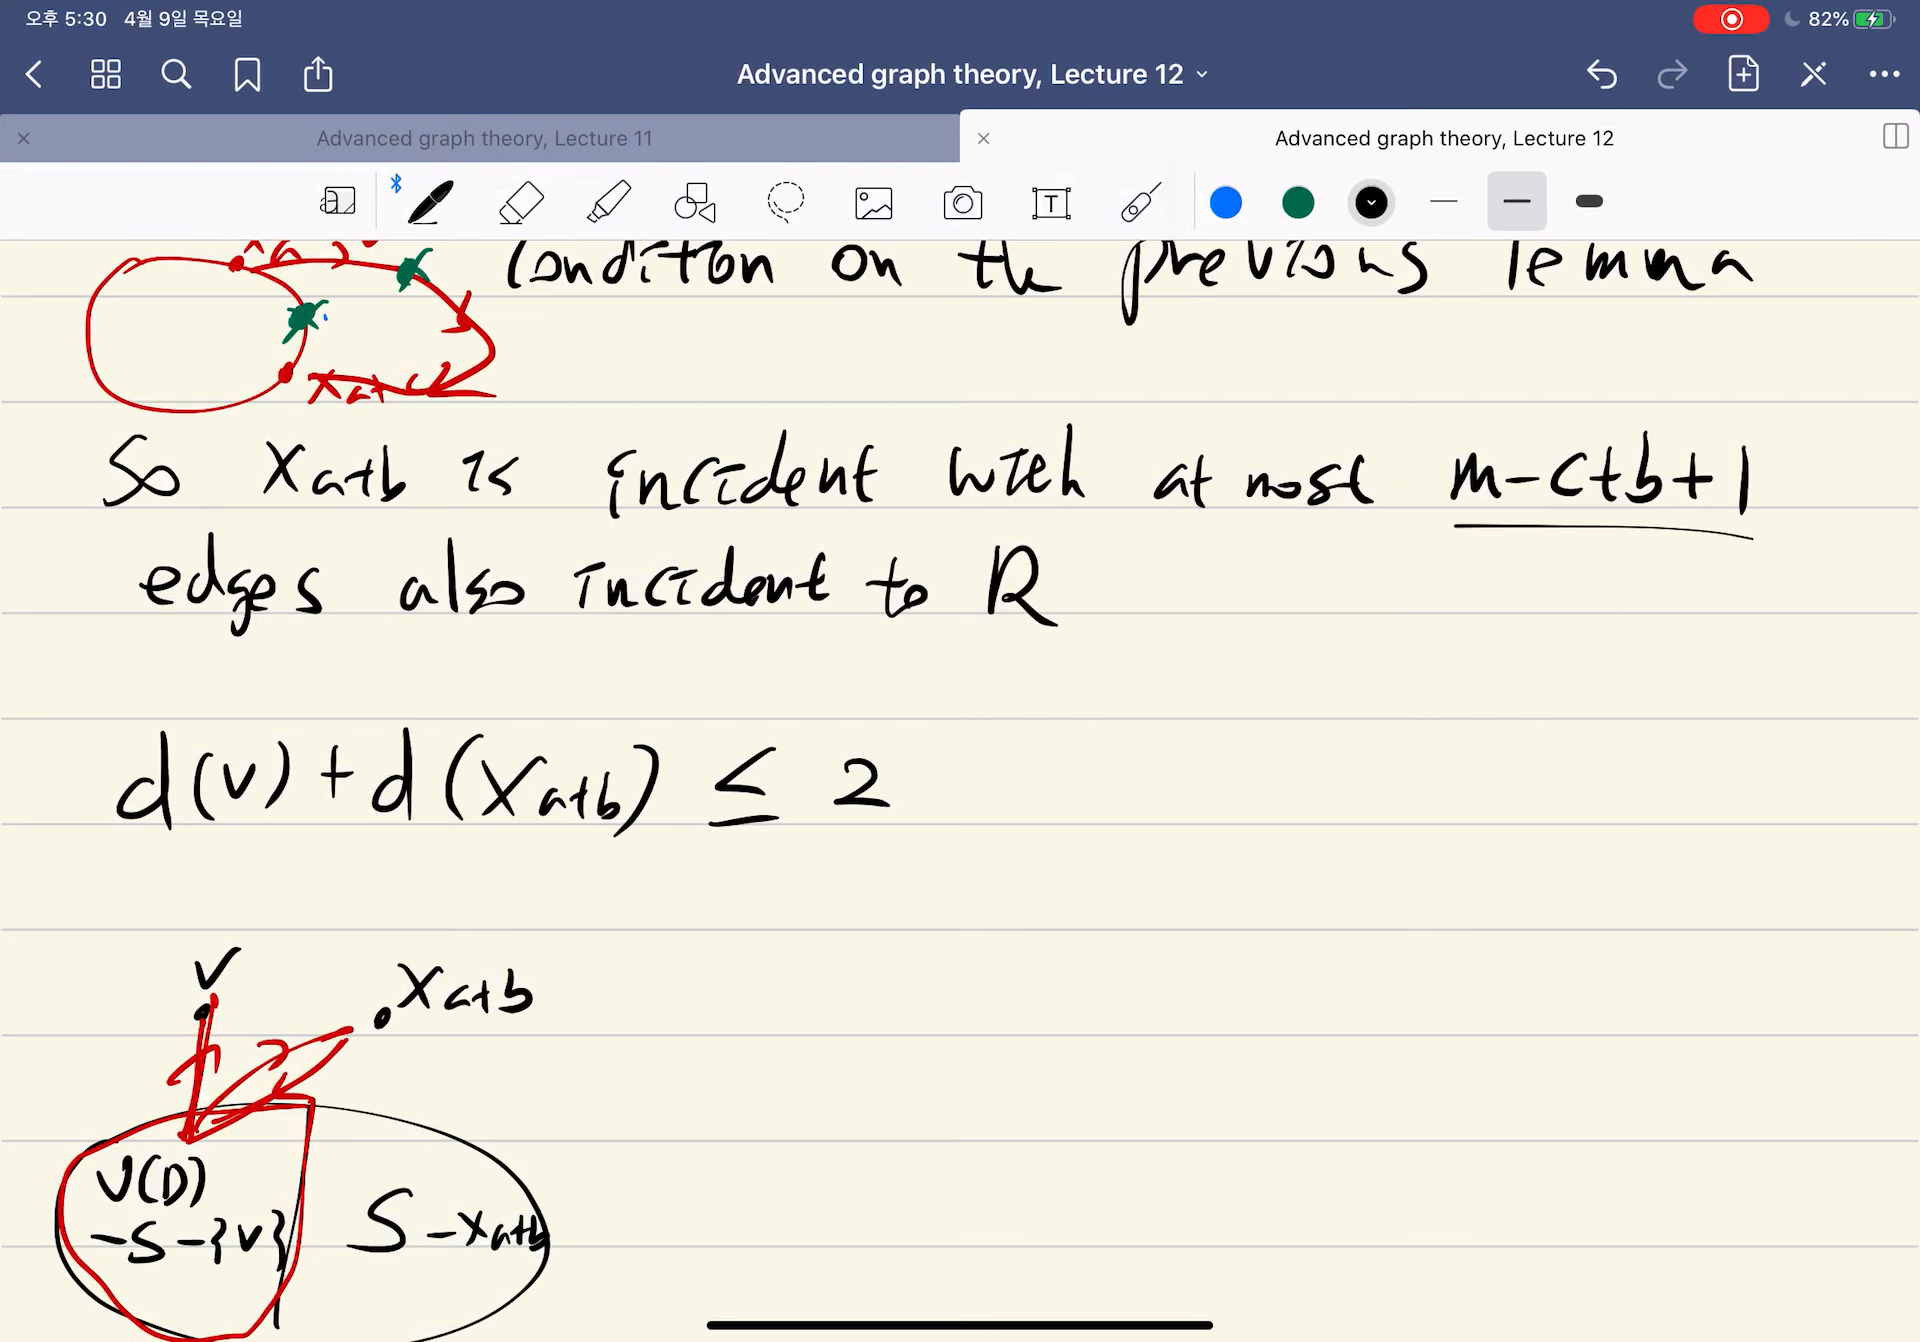 오후 5:30 4월 9일 목요일
82%
Advanced graph theory, Lecture 12
Advanced graph theory, Lecture 11
Advanced graph theory, Lecture 12
condition on the previous lemma
Xa+
So Xa+b is incident with at most m-c+b+1
edges also incident to R
d(v) + d(Xa+b) ≤ 2
v
Xa+b
V(D)
-S-{v}
S-Xa+b